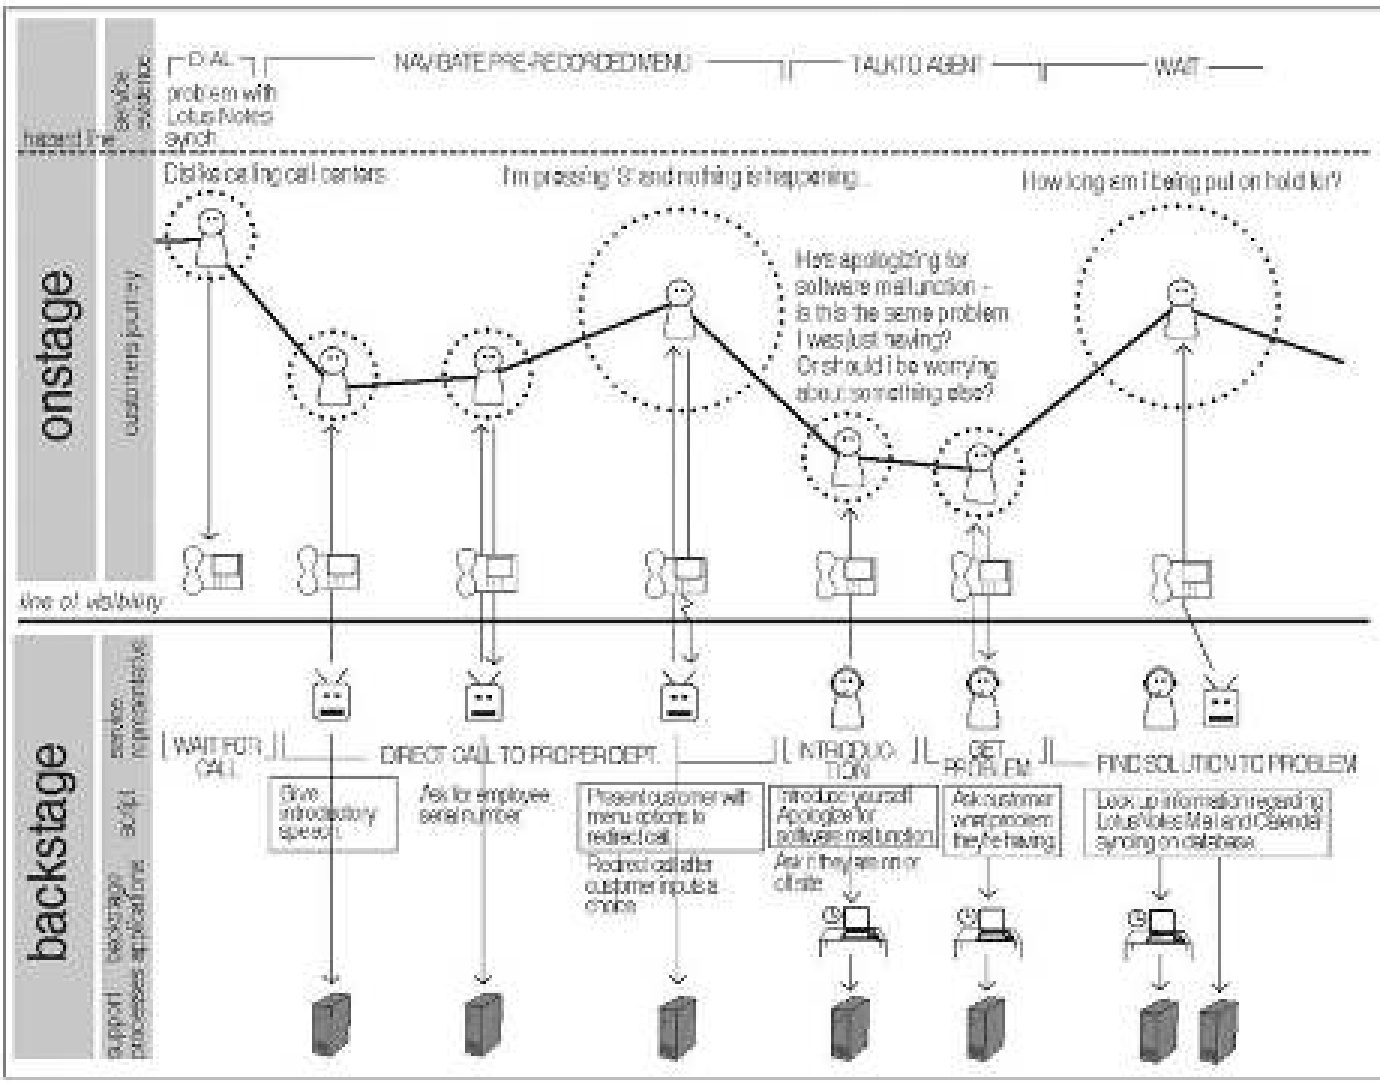 DIAL
NAVIGATE PRE-RECORDED MENU
TALK TO AGENT
WAIT
service
evidence
problem with
Lotus Notes
synch
hazard line
Dislike calling call centers
I'm pressing '8' and nothing is happening...
How long am i being put on hold for?
He's apologizing for
software malfunction -
is this the same problem
I was just having?
Or should i be worrying
about something else?
onstage
customers journey
line of visibility
backstage
service
representative
script
backstage
applications
support
processes
WAIT FOR
CALL
DIRECT CALL TO PROPER DEPT.
INTRODUC-
TION
GET
PROBLEM
FIND SOLUTION TO PROBLEM
Give
introductory
speech
Ask for employee
serial number
Present customer with
menu options to
redirect call
Redirect call after
customer inputs a
choice
Introduce yourself
Apologize for
software malfunction
Ask if they are on or
off site
Ask customer
what problem
they're having
Look up information regarding
Lotus Notes Mail and Calendar
syncing on database